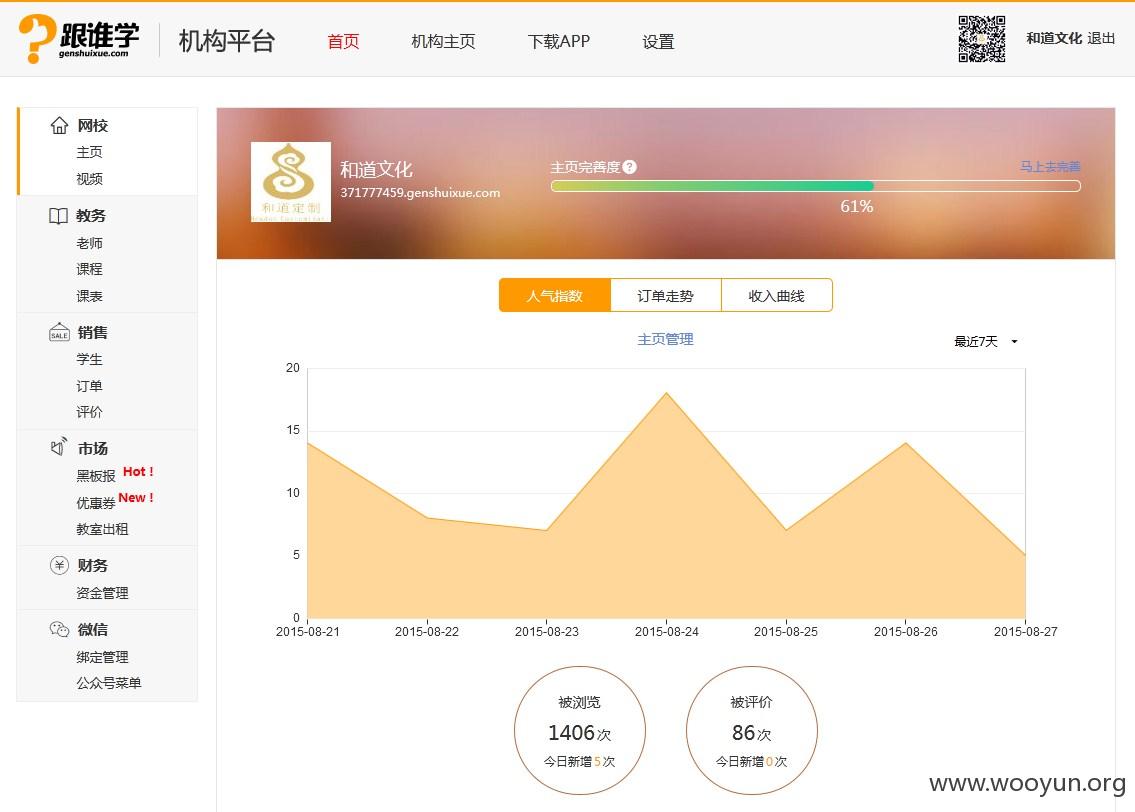 跟谁学
genshuixue.com
机构平台
首页
机构主页
下载APP
设置
和道文化 退出
网校
主页
视频
教务
老师
课程
课表
SALE
销售
学生
订单
评价
市场
黑板报 Hot !
优惠券 New !
教室出租
¥
财务
资金管理
微信
绑定管理
公众号菜单
和道定制
和道文化
371777459.genshuixue.com
主页完善度 ?
马上去完善
61%
人气指数
订单走势
收入曲线
主页管理
最近7天
20
15
10
5
0
2015-08-21
2015-08-22
2015-08-23
2015-08-24
2015-08-25
2015-08-26
2015-08-27
被浏览
1406次
今日新增5次
被评价
86次
今日新增0次
www.wooyun.org